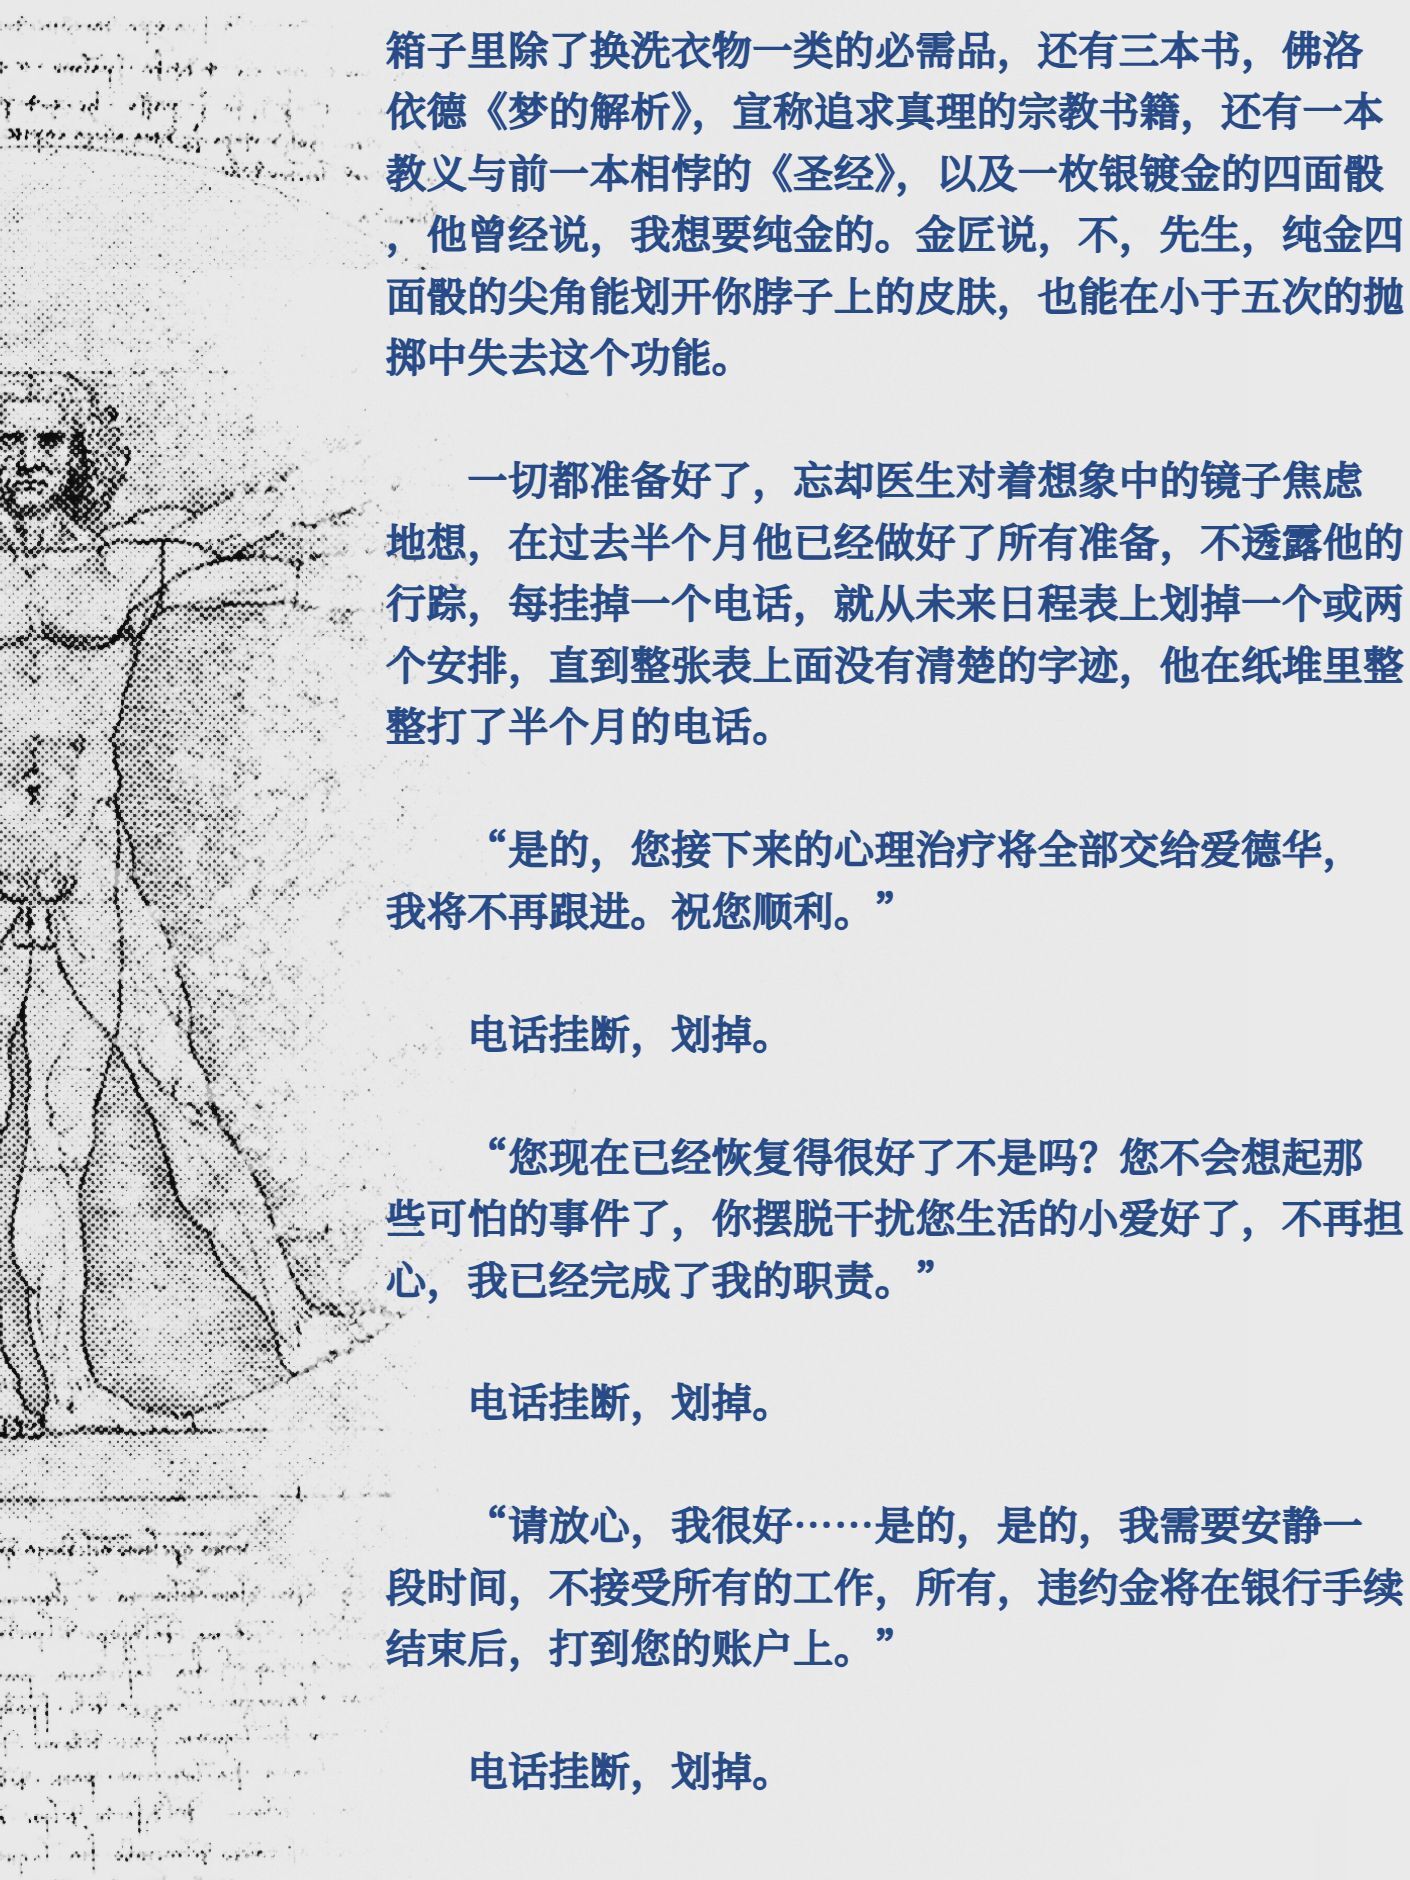 箱子里除了换洗衣物一类的必需品，还有三本书，佛洛
依德《梦的解析》，宣称追求真理的宗教书籍，还有一本
教义与前一本相悖的《圣经》，以及一枚银镀金的四面骰
，他曾经说，我想要纯金的。金匠说，不，先生，纯金四
面骰的尖角能划开你脖子上的皮肤，也能在小于五次的抛
掷中失去这个功能。
一切都准备好了，忘却医生对着想象中的镜子焦虑
地想，在过去半个月他已经做好了所有准备，不透露他的
行踪，每挂掉一个电话，就从未来日程表上划掉一个或两
个安排，直到整张表上面没有清楚的字迹，他在纸堆里整
整打了半个月的电话。
“是的，您接下来的心理治疗将全部交给爱德华，
我将不再跟进。祝您顺利。”
电话挂断，划掉。
“您现在已经恢复得很好了不是吗？您不会想起那
些可怕的事件了，你摆脱干扰您生活的小爱好了，不再担
心，我已经完成了我的职责。”
电话挂断，划掉。
“请放心，我很好……是的，是的，我需要安静一
段时间，不接受所有的工作，所有，违约金将在银行手续
结束后，打到您的账户上。”
电话挂断，划掉。